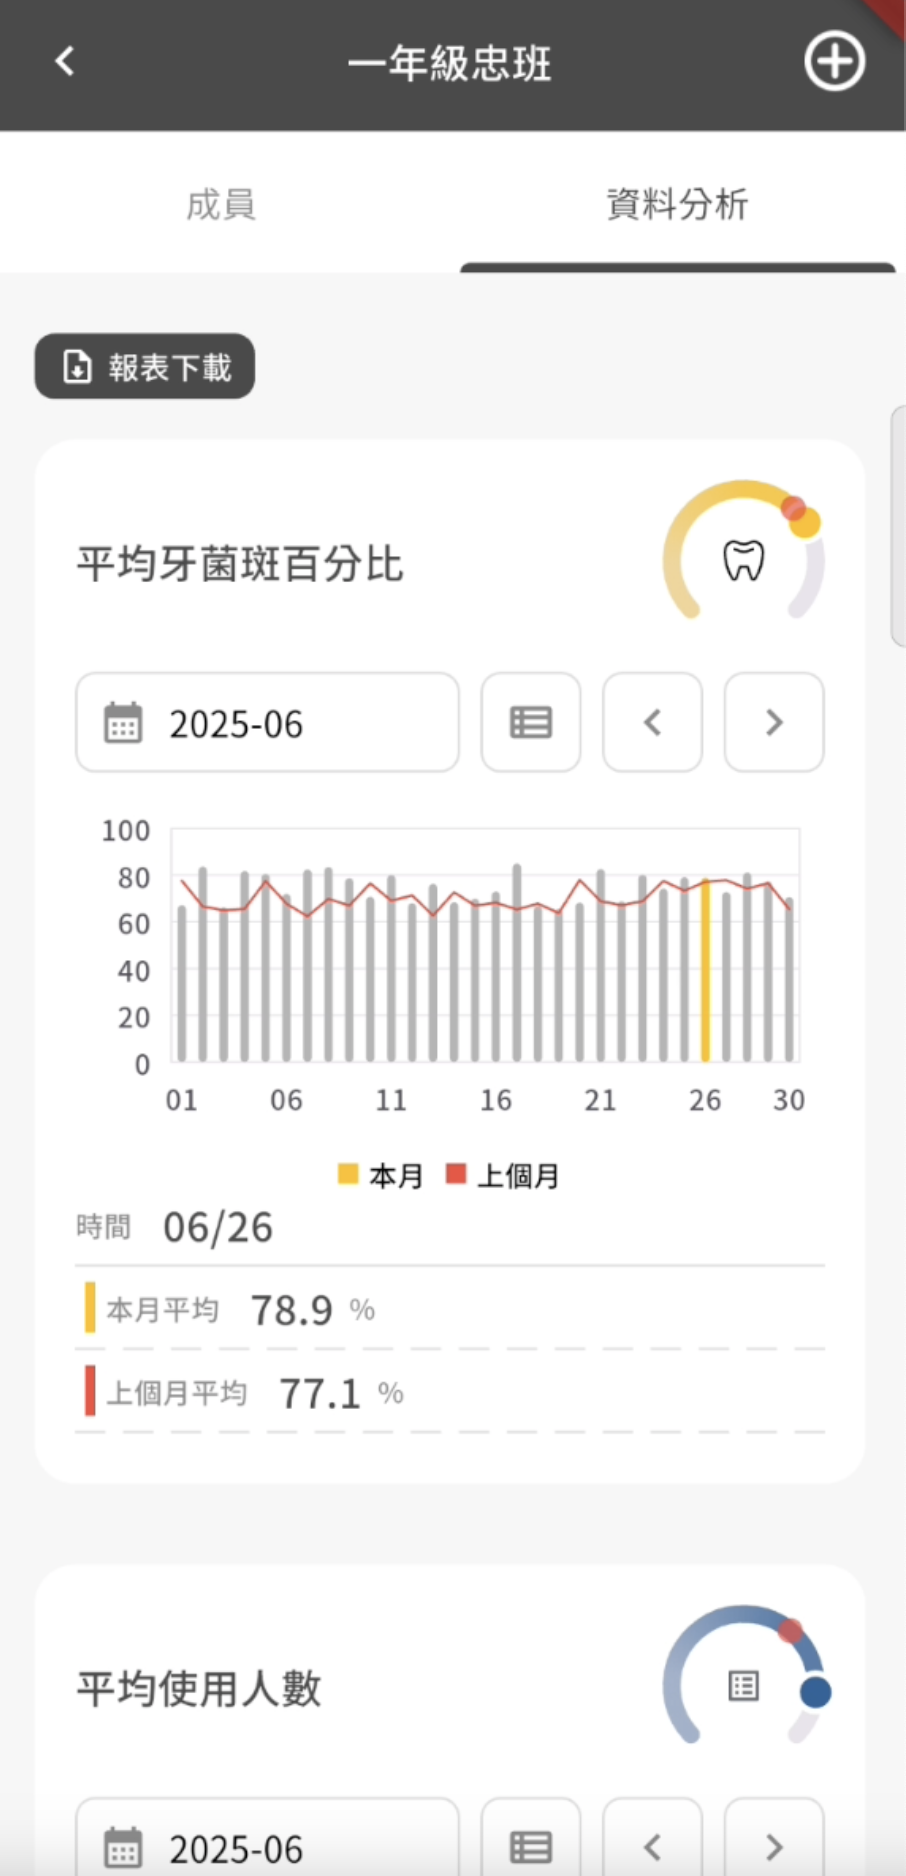 一年級忠班
成員 資料分析
報表下載
平均牙菌斑百分比
2025-06
100
80
60
40
20
0
01 06 11 16 21 26 30
本月 上個月
時間 06/26
本月平均 78.9 %
上個月平均 77.1 %
平均使用人數
2025-06